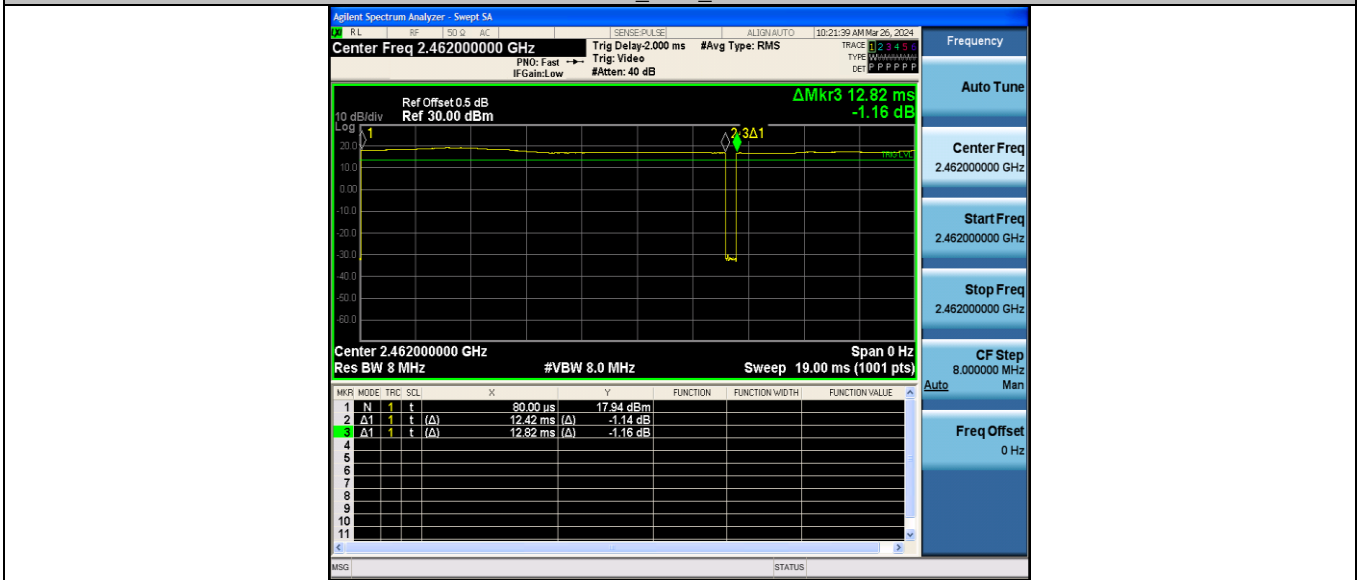 Agilent Spectrum Analyzer - Swept SA
RL RF 50 Ω AC SENSE:PULSE ALIGNAUTO 10:21:39 AM Mar 26, 2024
Center Freq 2.462000000 GHz Trig Delay-2.000 ms #Avg Type: RMS TRACE 1 2 3 4 5 6
PNO: Fast Trig: Video TYPE
IFGain:Low #Atten: 40 dB DET P P P P P P
ΔMkr3 12.82 ms
-1.16 dB
Ref Offset 0.5 dB
10 dB/div Ref 30.00 dBm
Log
1
2 3Δ1
TRIG LVL
20.0
10.0
0.00
-10.0
-20.0
-30.0
-40.0
-50.0
-60.0
Center 2.462000000 GHz Span 0 Hz
Res BW 8 MHz #VBW 8.0 MHz Sweep 19.00 ms (1001 pts)
MKR MODE TRC SCL X Y FUNCTION FUNCTION WIDTH FUNCTION VALUE
1 N 1 t 80.00 us 17.94 dBm
2 Δ1 1 t (Δ) 12.42 ms (Δ) -1.14 dB
3 Δ1 1 t (Δ) 12.82 ms (Δ) -1.16 dB
4
5
6
7
8
9
10
11
MSG STATUS
Frequency
Auto Tune
Center Freq
2.462000000 GHz
Start Freq
2.462000000 GHz
Stop Freq
2.462000000 GHz
CF Step
8.000000 MHz
Auto Man
Freq Offset
0 Hz